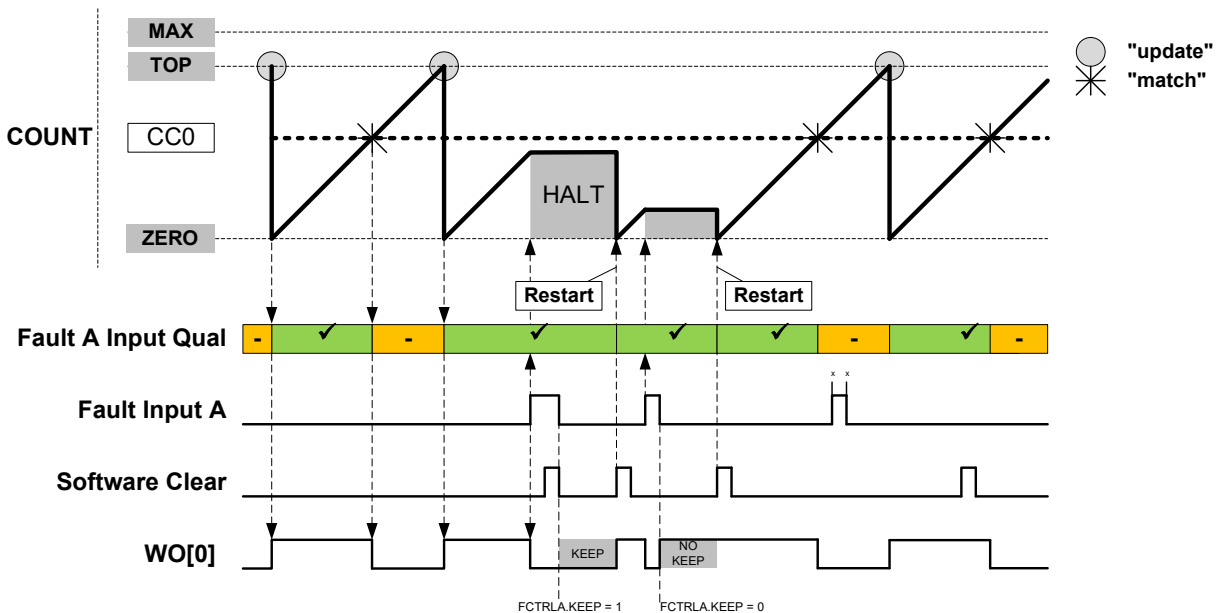 MAX
"update"
TOP
"match"
COUNT
CC0
HALT
ZERO
Restart
Restart
Fault A Input Qual
- ✓ - ✓ ✓ ✓ - ✓ -
x x
Fault Input A
Software Clear
WO[0]
KEEP
NO
KEEP
FCTRLA.KEEP = 1
FCTRLA.KEEP = 0